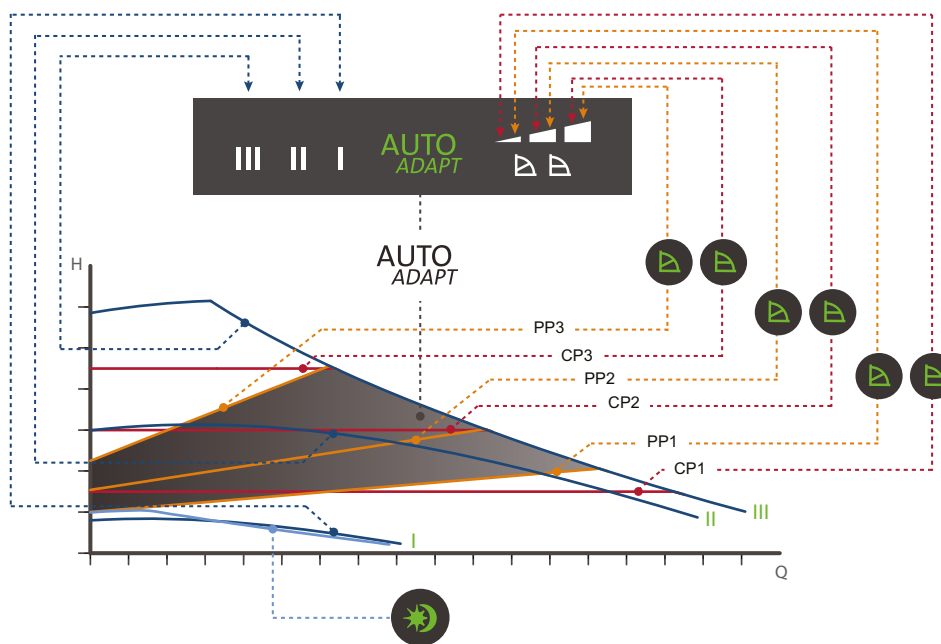 III II I
AUTO
ADAPT
AUTO
ADAPT
H
PP3
CP3
PP2
CP2
PP1
CP1
III
II
I
Q